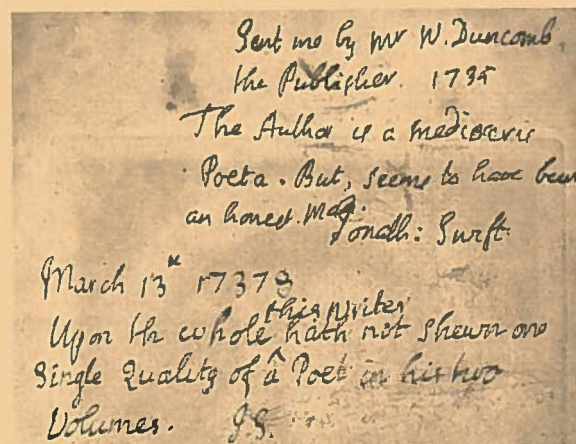 Sent me by Mr W. Duncomb,
the Publisher. 1735
The Author is a mediocris
Poeta. But, seems to have been
an honest Man.
Jonath: Swift.
March 13th 17378
this writer
Upon the whole hath not shewn one
Single Quality of a Poet in his two
Volumes. J.S.